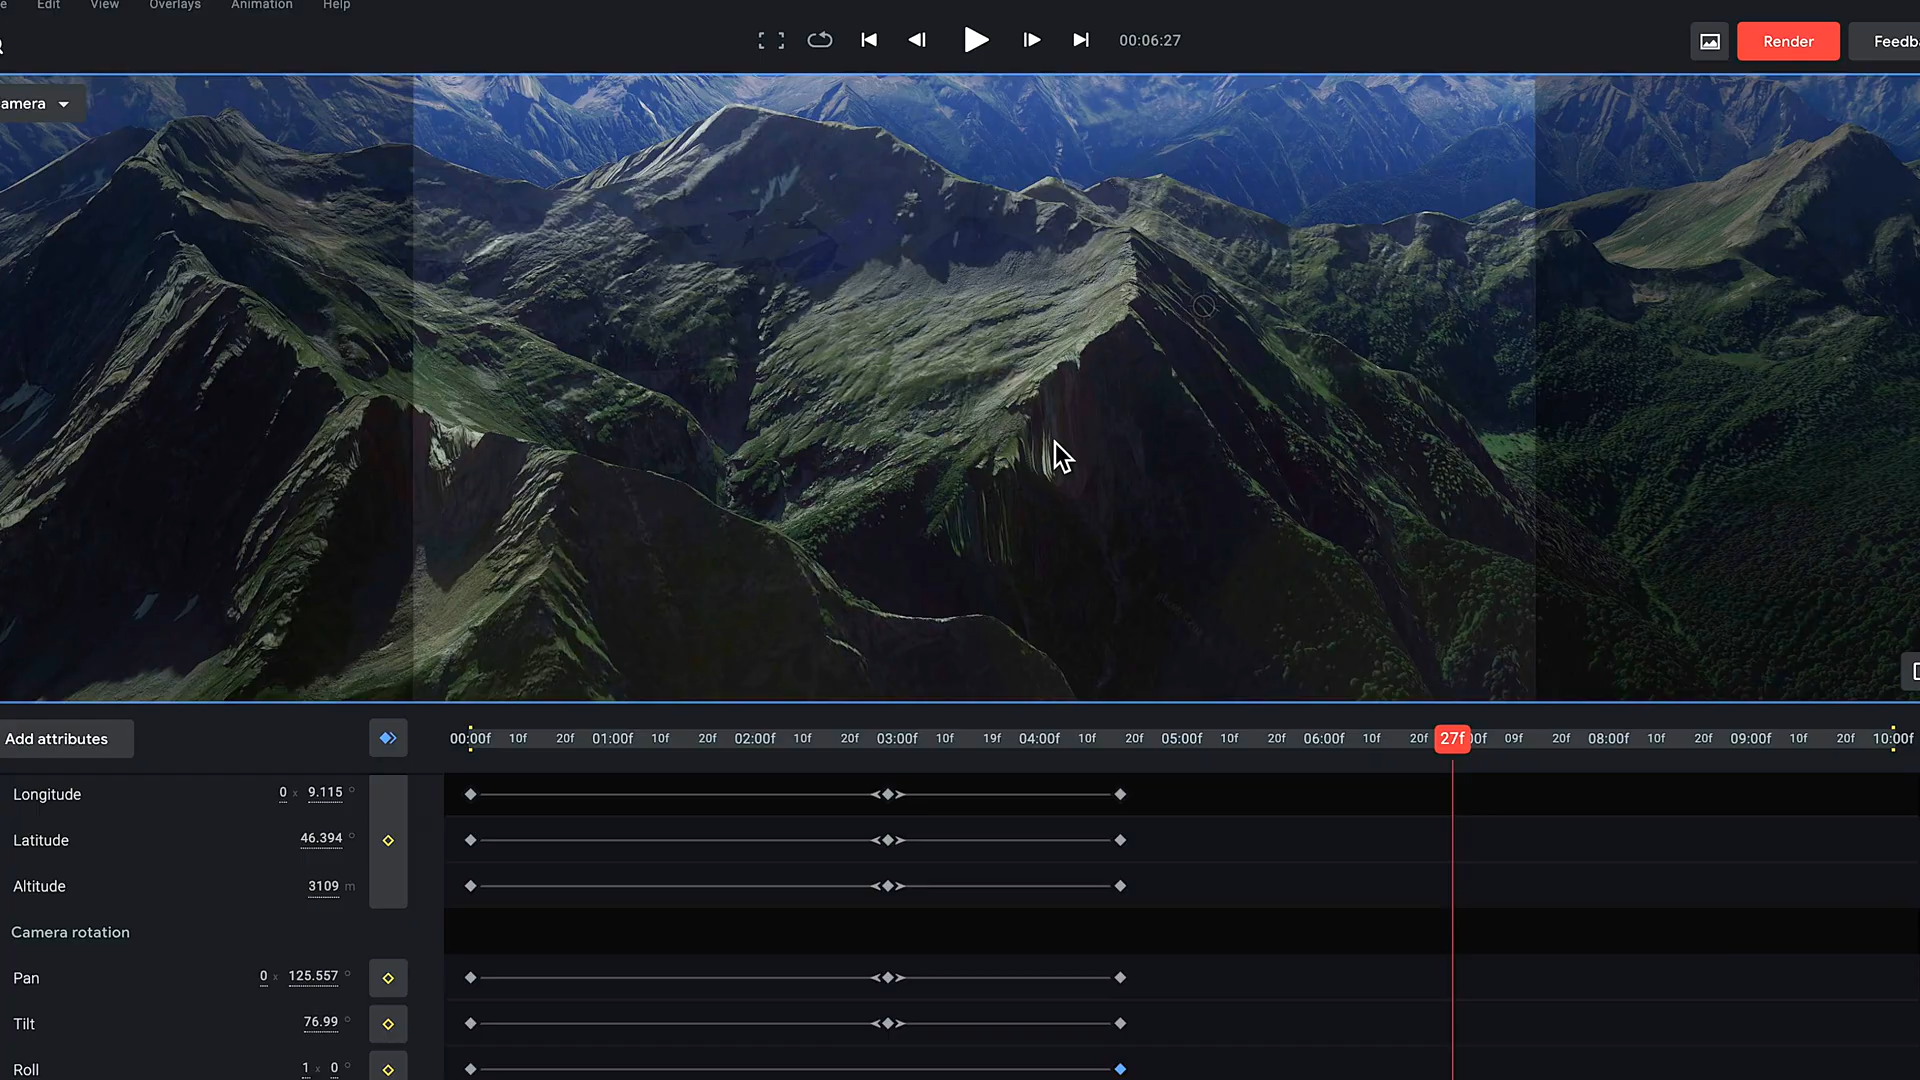 e Edit View Overlays Animation Help
00:06:27
Render Feedba
amera
Add attributes
00:00f 10f 20f 01:00f 10f 20f 02:00f 10f 20f 03:00f 10f 19f 04:00f 10f 20f 05:00f 10f 20f 06:00f 10f 20f 27f 00f 09f 20f 08:00f 10f 20f 09:00f 10f 20f 10:00f
Longitude 0 x 9.115 °
Latitude 46.394 °
Altitude 3109 m
Camera rotation
Pan 0 x 125.557 °
Tilt 76.99 °
Roll 1 x 0 °